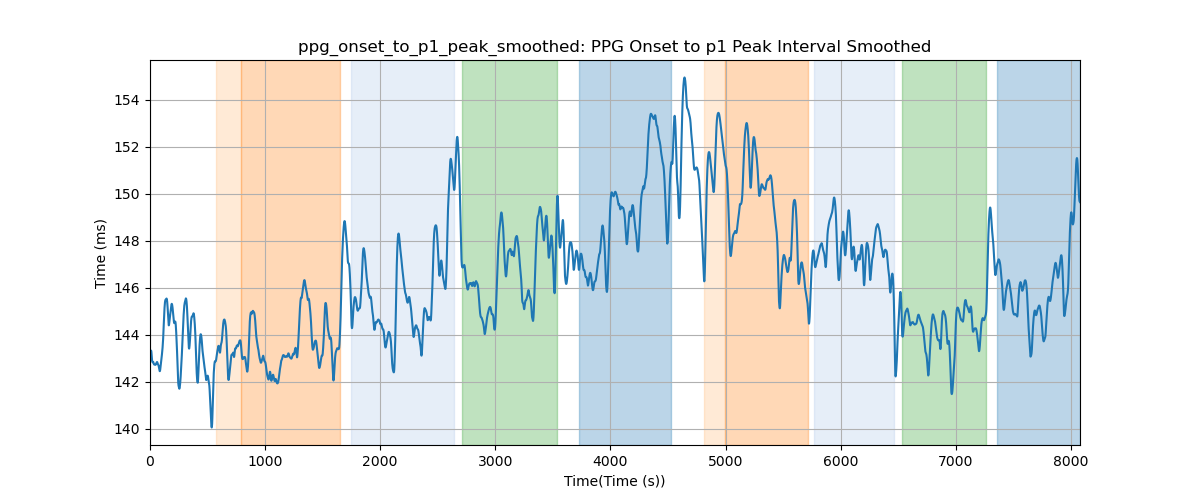 ppg_onset_to_p1_peak_smoothed: PPG Onset to p1 Peak Interval Smoothed
Time (ms)
154
152
150
148
146
144
142
140
0 1000 2000 3000 4000 5000 6000 7000 8000
Time(Time (s))